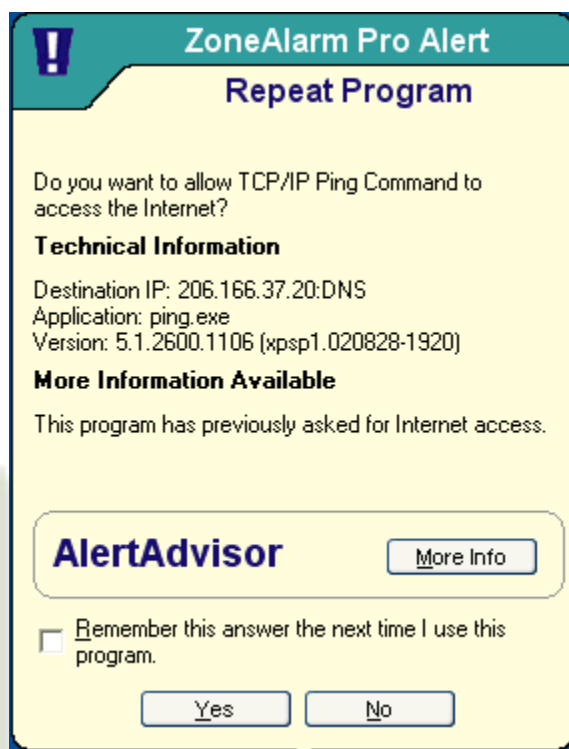 ZoneAlarm Pro Alert
Repeat Program
Do you want to allow TCP/IP Ping Command to
access the Internet?
Technical Information
Destination IP: 206.166.37.20:DNS
Application: ping.exe
Version: 5.1.2600.1106 (xpsp1.020828-1920)
More Information Available
This program has previously asked for Internet access.
AlertAdvisor
More Info
Remember this answer the next time I use this
program.
Yes
No